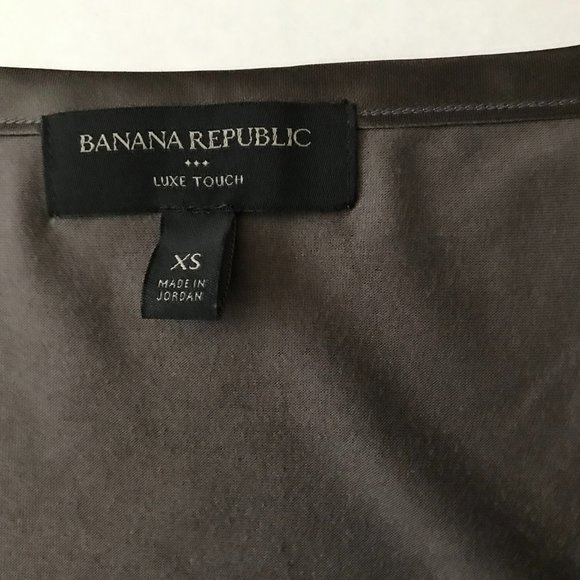 BANANA REPUBLIC
LUXE TOUCH
XS
MADE IN
JORDAN